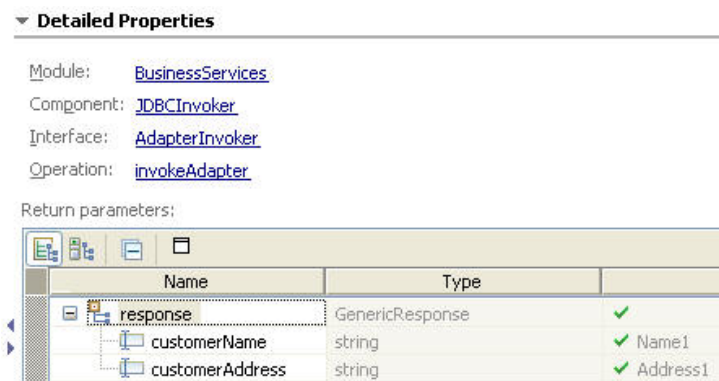 Detailed Properties
Module: BusinessServices
Component: JDBCInvoker
Interface: AdapterInvoker
Operation: invokeAdapter
Return parameters:
Name Type
response GenericResponse
customerName string Name1
customerAddress string Address1